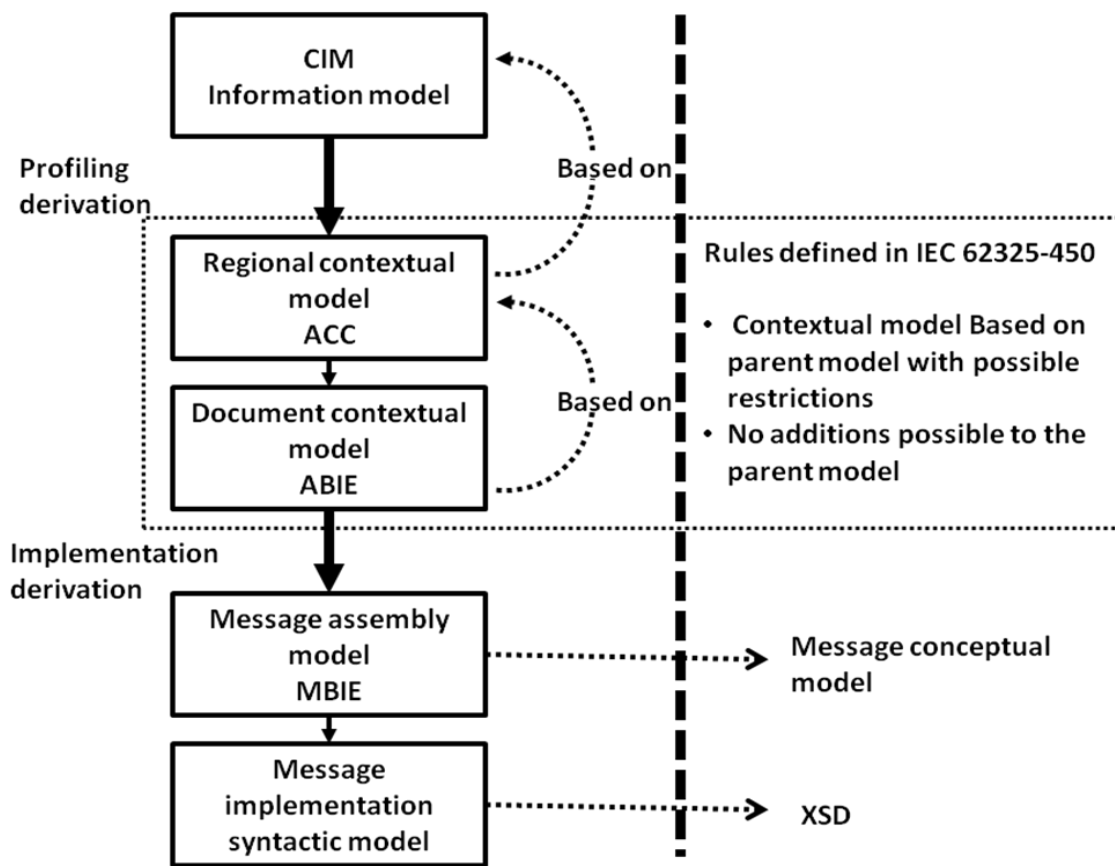 CIM
Information model
Profiling
derivation
Based on
Regional contextual
model
ACC
Rules defined in IEC 62325-450
• Contextual model Based on
parent model with possible
restrictions
• No additions possible to the
parent model
Document contextual
model
ABIE
Based on
Implementation
derivation
Message assembly
model
MBIE
Message conceptual
model
Message
implementation
syntactic model
XSD